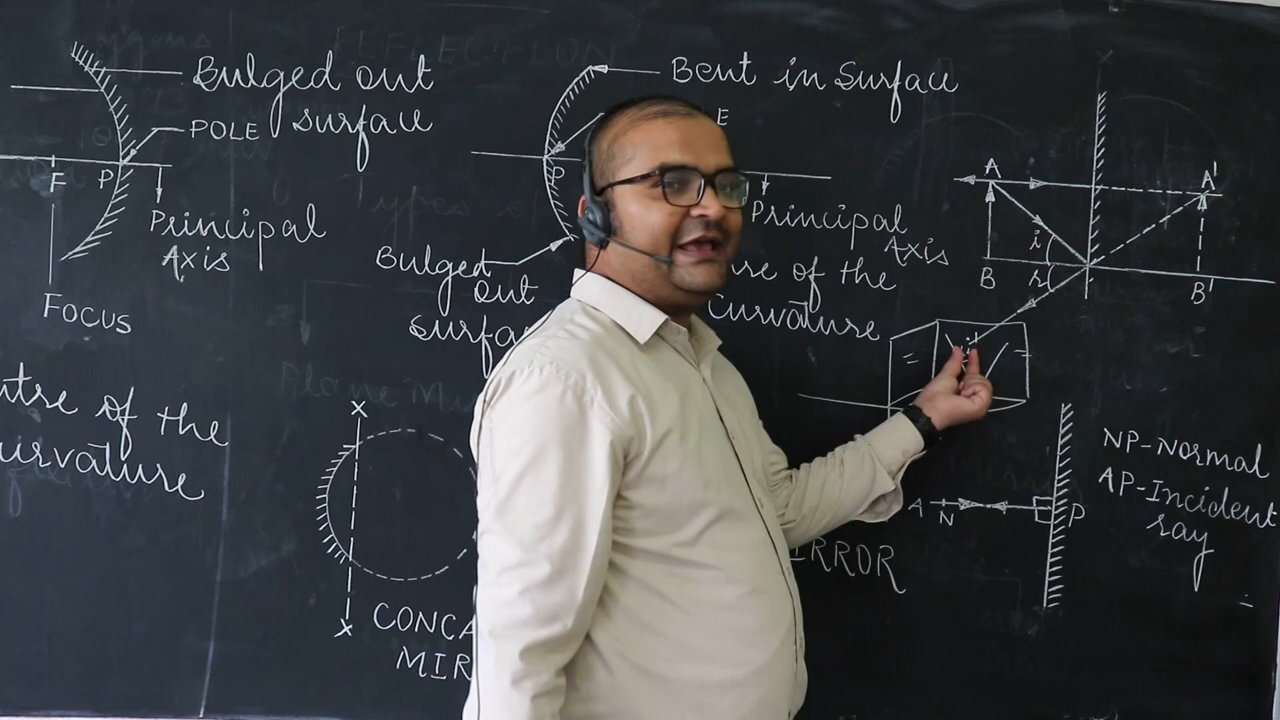 Bulged out
surface
POLE
F
P
Principal
Axis
Focus
ntre of the
urvature
Bent in Surface
E
P
Principal
Axis
Bulged
out
surfa
re of the
curvature
A
A'
i
r
B
B'
X
X
CONCA
MIR
IRROR
A
N
P
NP-Normal
AP-Incident
ray